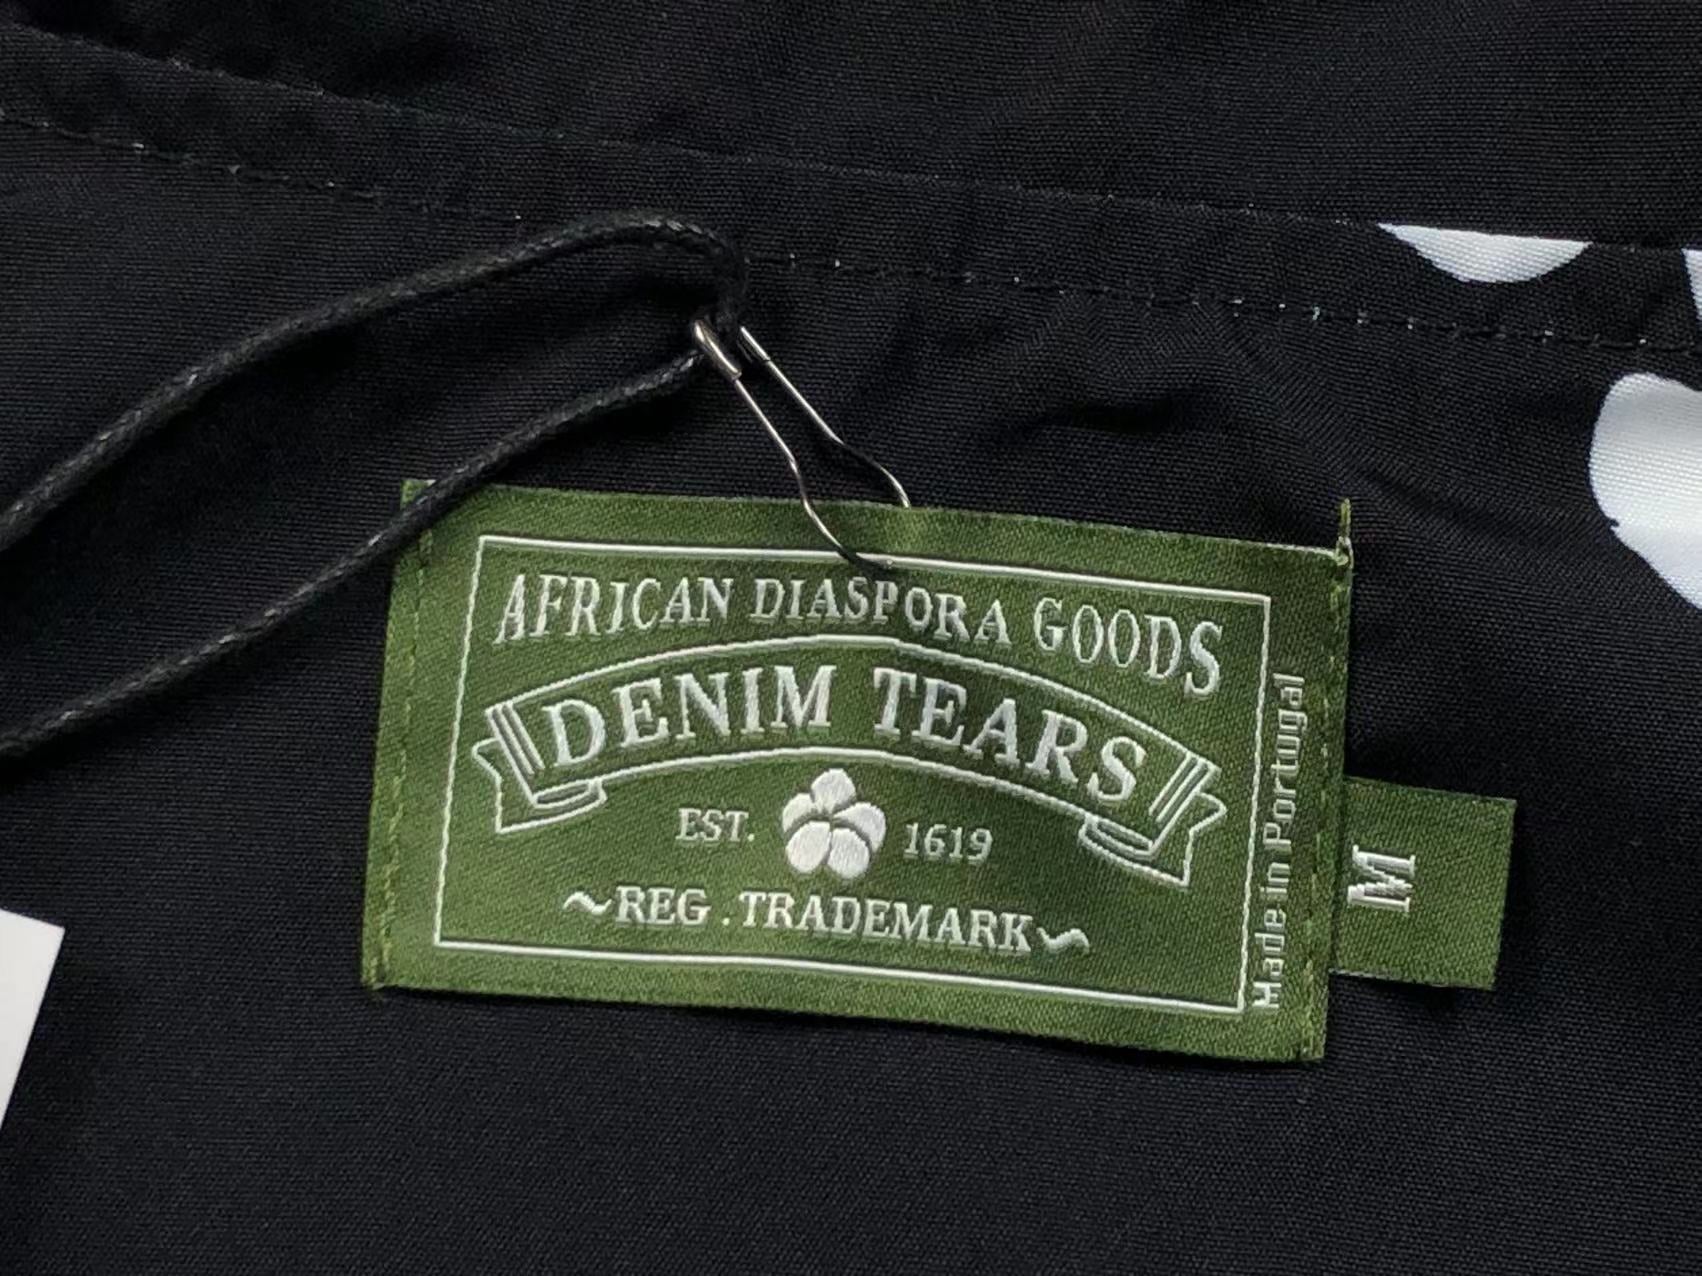 AFRICAN DIASPORA GOODS
DENIM TEARS
EST. 1619
~REG . TRADEMARK~
Made in Portugal
M